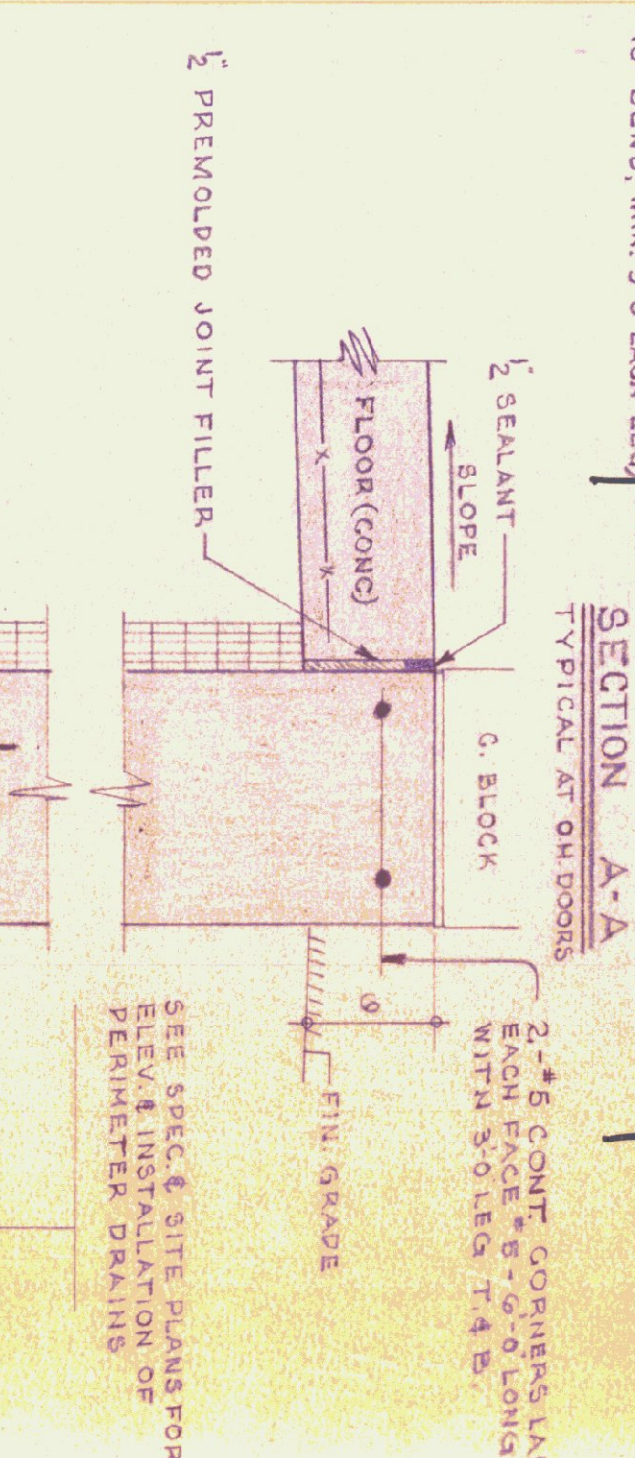 SECTION A-A
TYPICAL AT OH. DOORS
½" SEALANT
SLOPE
C. BLOCK
2-#5 CONT. CORNERS
EACH FACE #5-6'-0 LONG
WITH 3'-0 LEG T. & B.
FLOOR (CONC)
X X
½" PREMOLDED JOINT FILLER
6
FIN. GRADE
SEE SPEC. & SITE PLANS FOR
ELEV. & INSTALLATION OF
PERIMETER DRAINS